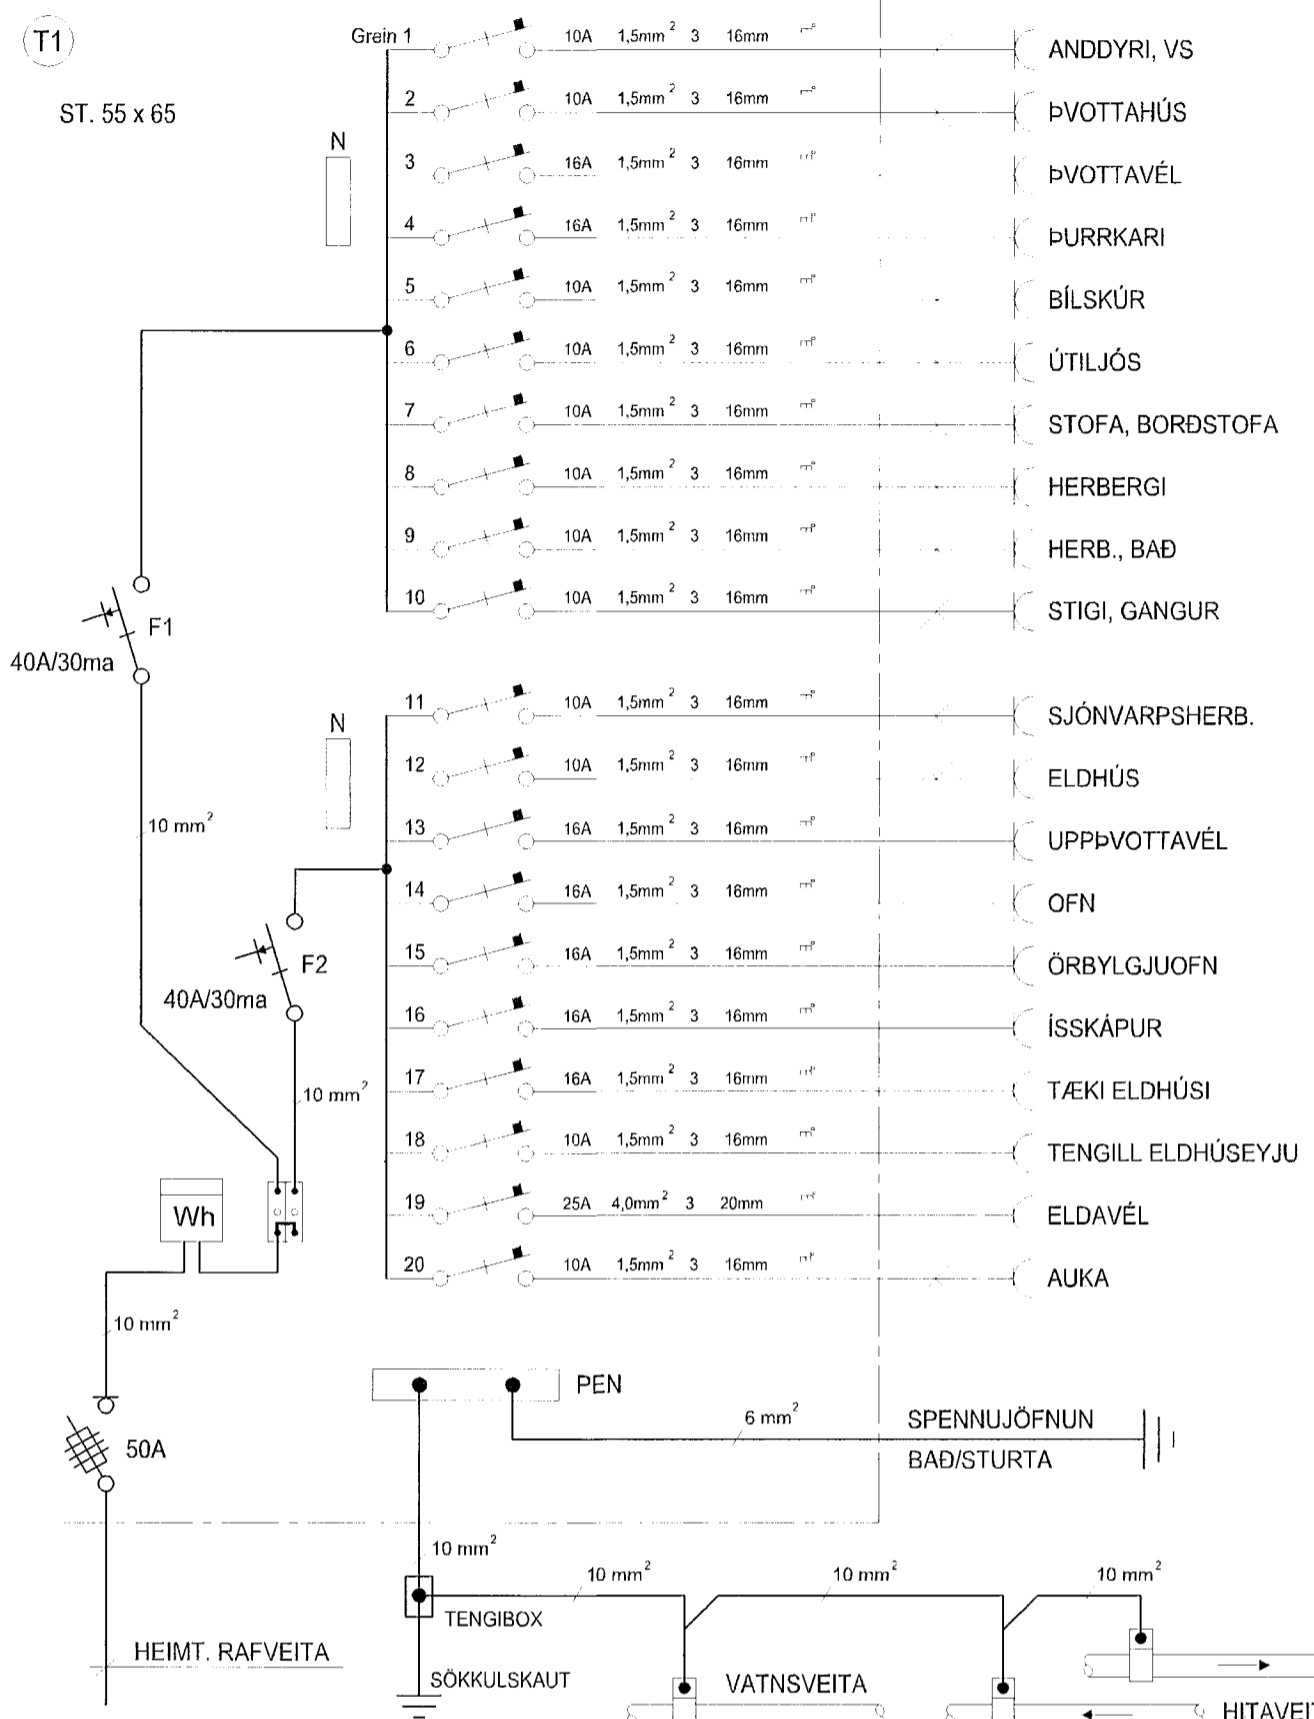 T1
ST. 55 x 65
Grein 1 10A 1,5mm² 3 16mm ANDDYRI, VS
2 10A 1,5mm² 3 16mm ÞVOTTAHÚS
N
3 16A 1,5mm² 3 16mm ÞVOTTAVÉL
4 16A 1,5mm² 3 16mm ÞURRKARI
5 10A 1,5mm² 3 16mm BÍLSKÚR
6 10A 1,5mm² 3 16mm ÚTILJÓS
7 10A 1,5mm² 3 16mm STOFA, BORÐSTOFA
8 10A 1,5mm² 3 16mm HERBERGI
9 10A 1,5mm² 3 16mm HERB., BAÐ
10 10A 1,5mm² 3 16mm STIGI, GANGUR
F1
40A/30ma
11 10A 1,5mm² 3 16mm SJÓNVARPSHERB.
N
12 10A 1,5mm² 3 16mm ELDHÚS
10 mm²
13 16A 1,5mm² 3 16mm UPPÞVOTTAVÉL
14 16A 1,5mm² 3 16mm OFN
15 16A 1,5mm² 3 16mm ÖRBYLGJUOFN
F2
40A/30ma
16 16A 1,5mm² 3 16mm ÍSSKÁPUR
17 16A 1,5mm² 3 16mm TÆKI ELDHÚSI
10 mm²
18 10A 1,5mm² 3 16mm TENGILL ELDHÚSEYJU
19 25A 4,0mm² 3 20mm ELDAVÉL
Wh
20 10A 1,5mm² 3 16mm AUKA
10 mm²
PEN
6 mm² SPENNUJÖFNUN
BAÐ/STURTA
50A
10 mm²
10 mm² 10 mm² 10 mm²
TENGIBOX
HEIMT. RAFVEITA
SÖKKULSKAUT
VATNSVEITA
HITAVEIT